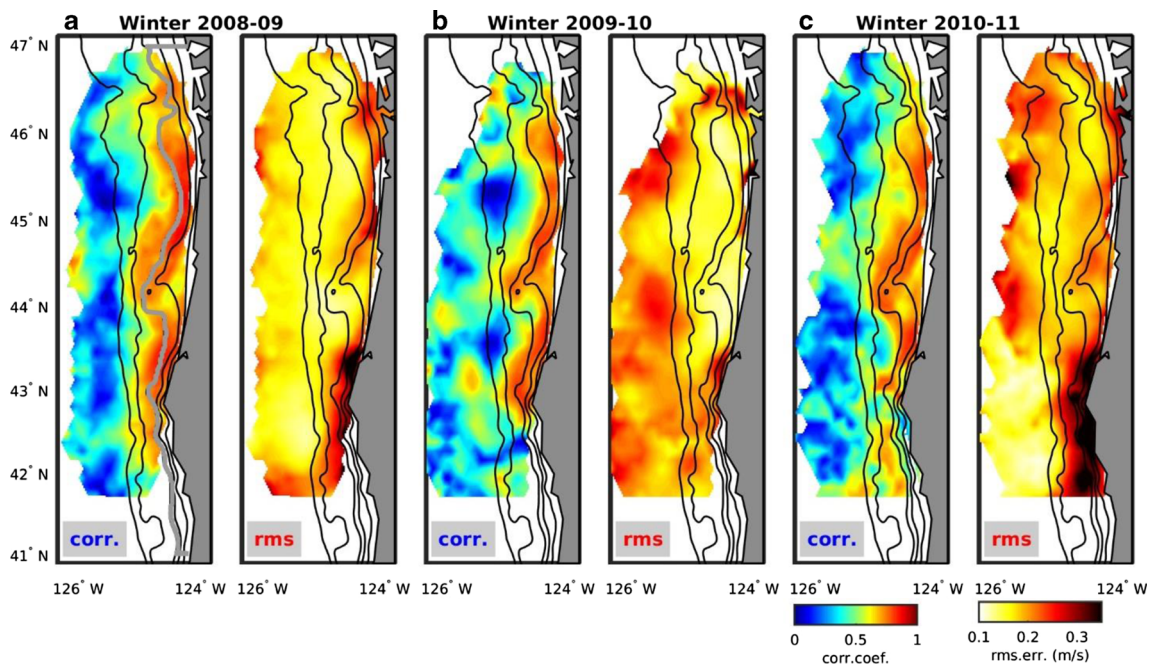 a Winter 2008-09 b Winter 2009-10 c Winter 2010-11
47° N
46° N
45° N
44° N
43° N
42° N
41° N
corr. rms corr. rms corr. rms
126° W 124° W 126° W 124° W 126° W 124° W
0 0.5 1 0.1 0.2 0.3
corr.coef. rms.err. (m/s)